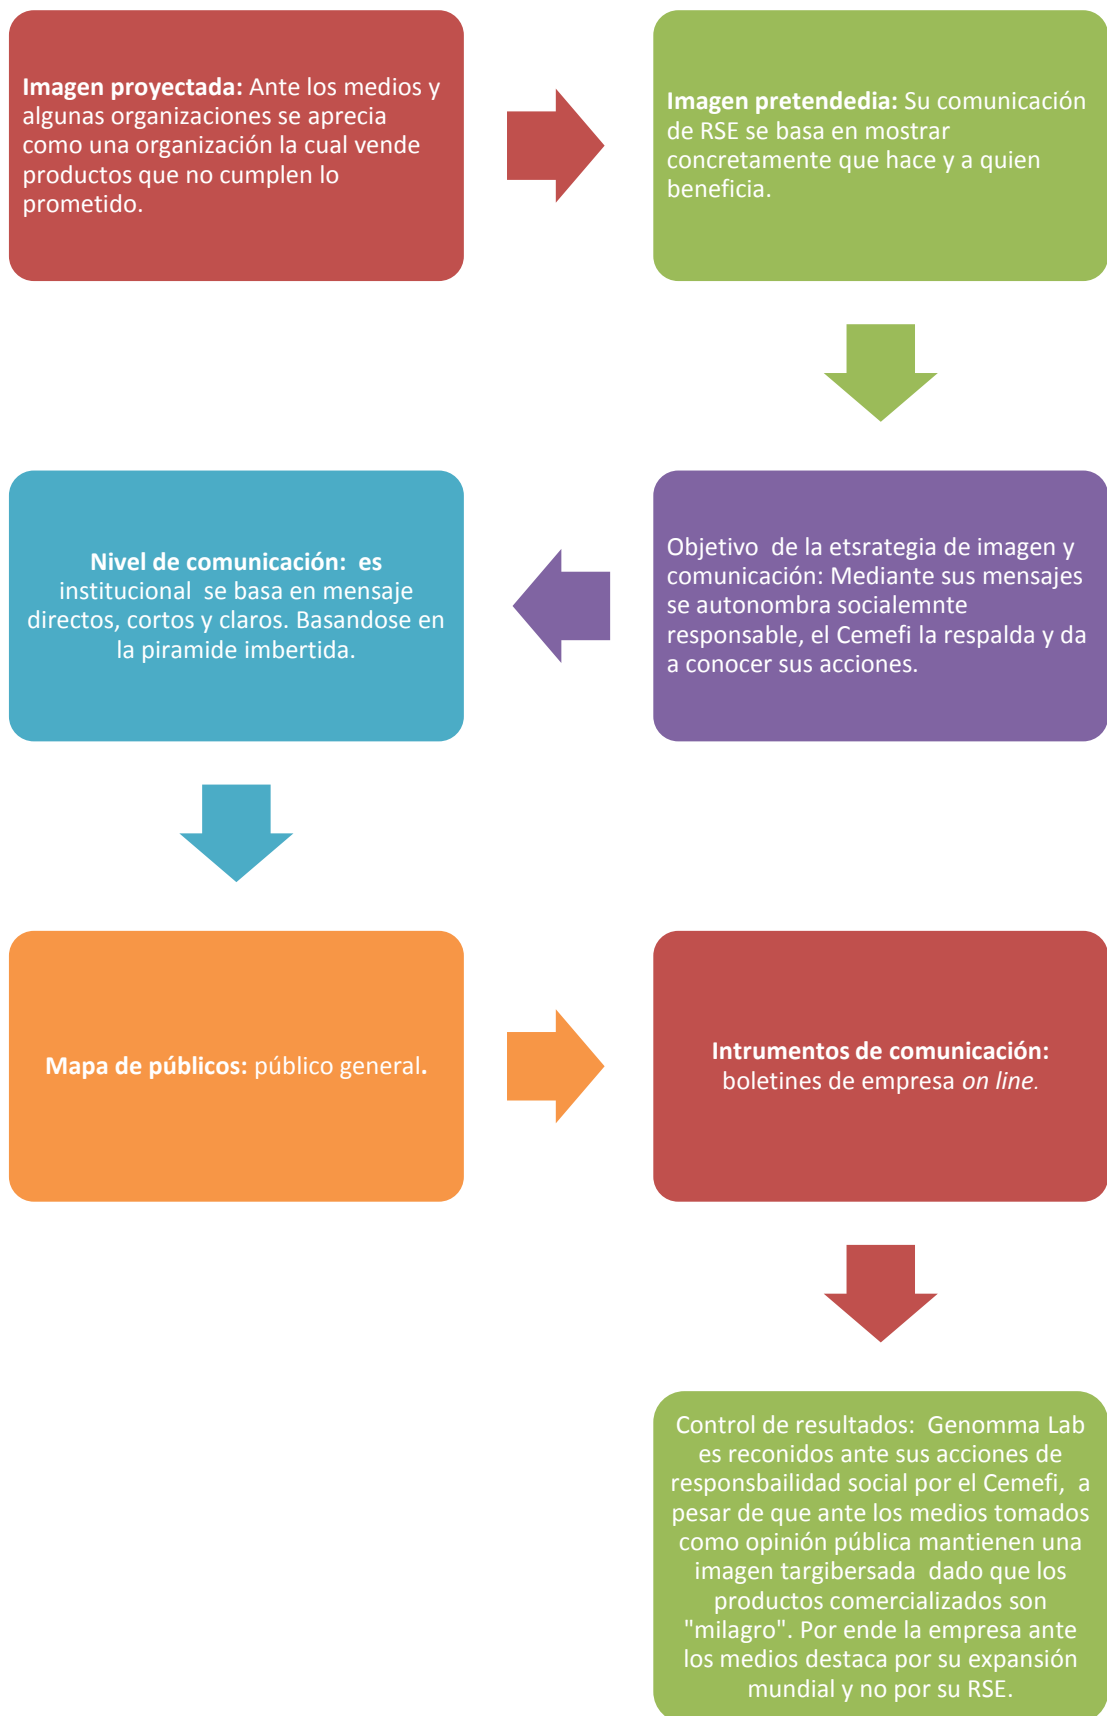 Imagen proyectada: Ante los medios y
algunas organizaciones se aprecia
como una organización la cual vende
productos que no cumplen lo
prometido.
Imagen pretendedia: Su comunicación
de RSE se basa en mostrar
concretamente que hace y a quien
beneficia.
Objetivo de la etsrategia de imagen y
comunicación: Mediante sus mensajes
se autonombra socialemnte
responsable, el Cemefi la respalda y da
a conocer sus acciones.
Nivel de comunicación: es
institucional se basa en mensaje
directos, cortos y claros. Basandose en
la piramide imbertida.
Mapa de públicos: público general.
Intrumentos de comunicación:
boletines de empresa on line.
Control de resultados: Genomma Lab
es reconidos ante sus acciones de
responsbailidad social por el Cemefi, a
pesar de que ante los medios tomados
como opinión pública mantienen una
imagen targibersada dado que los
productos comercializados son
"milagro". Por ende la empresa ante
los medios destaca por su expansión
mundial y no por su RSE.